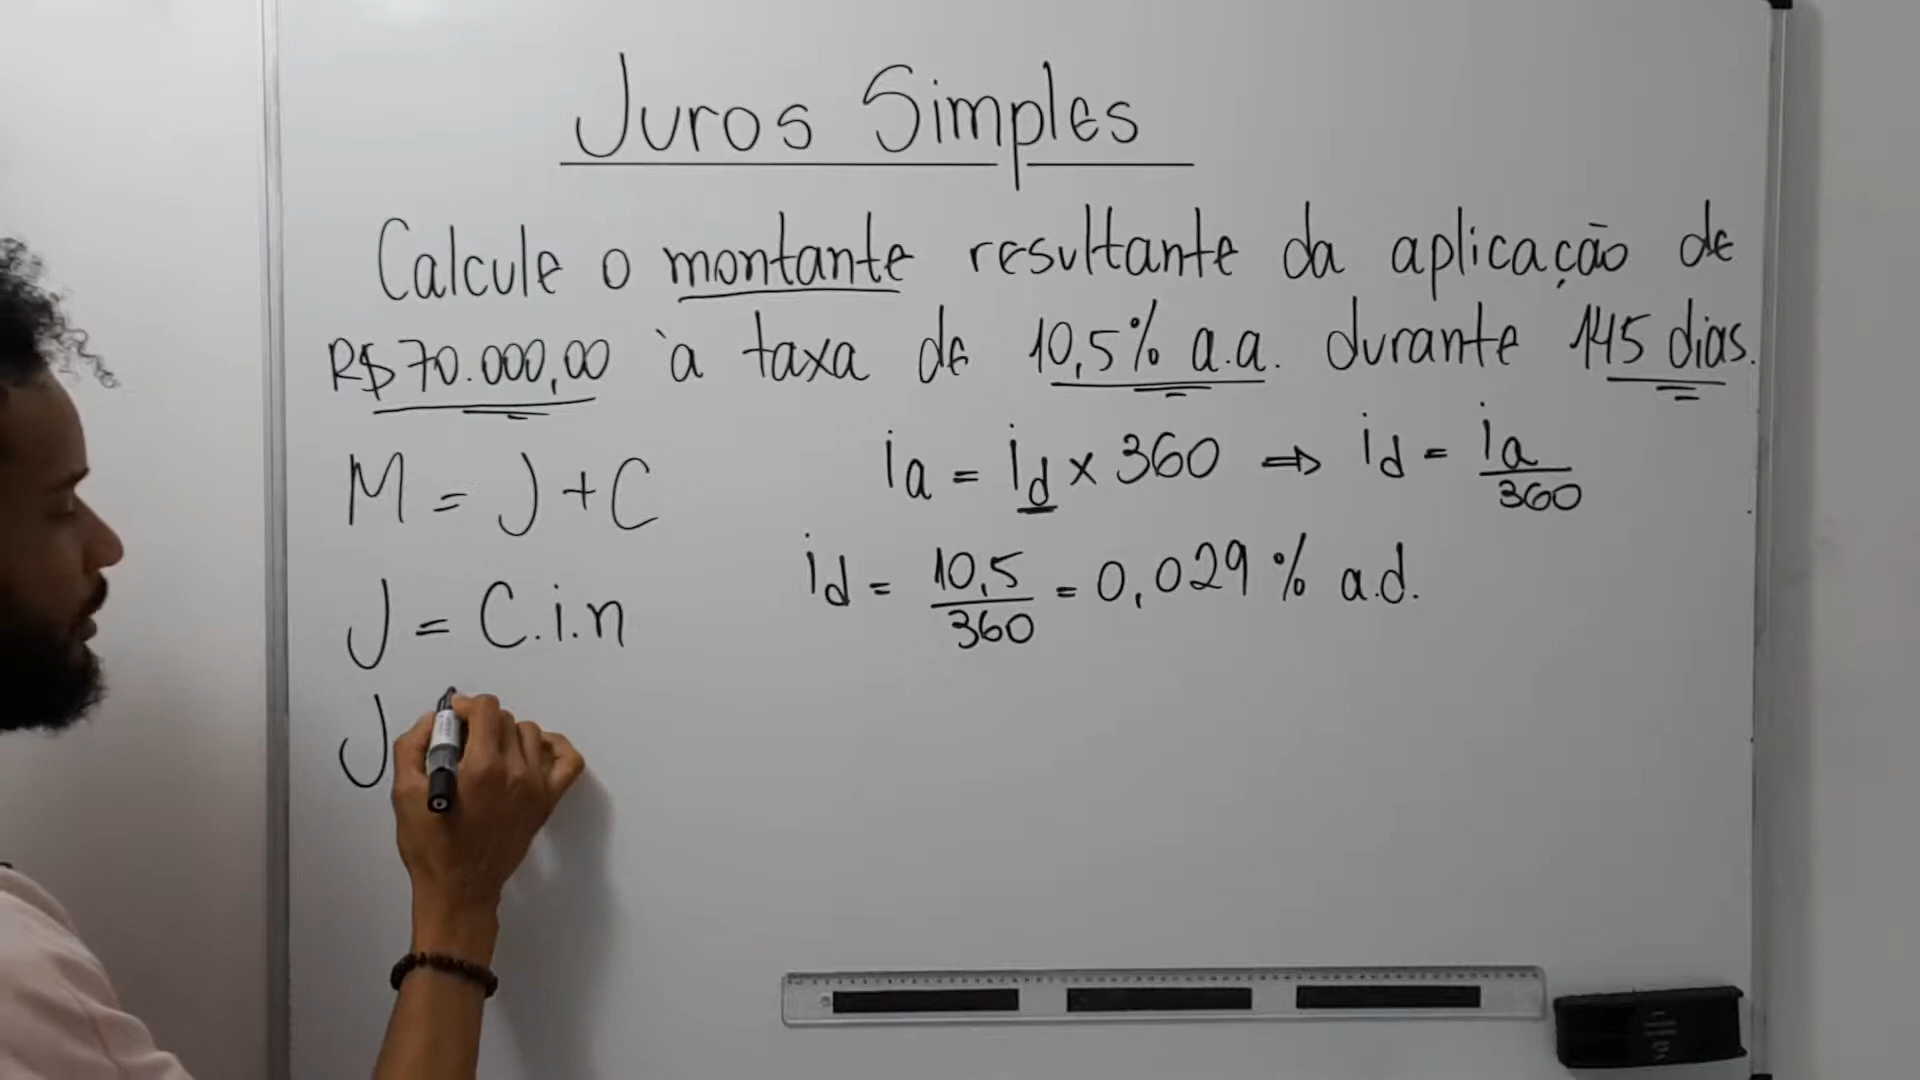 Juros Simples
Calcule o montante resultante da aplicação de
R$ 70.000,00 à taxa de 10,5% a.a. durante 145 dias.
M = J + C
ia = id x 360 ⇒ id = ia/360
J = C.i.n
id = 10,5/360 = 0,029 % a.d.
J